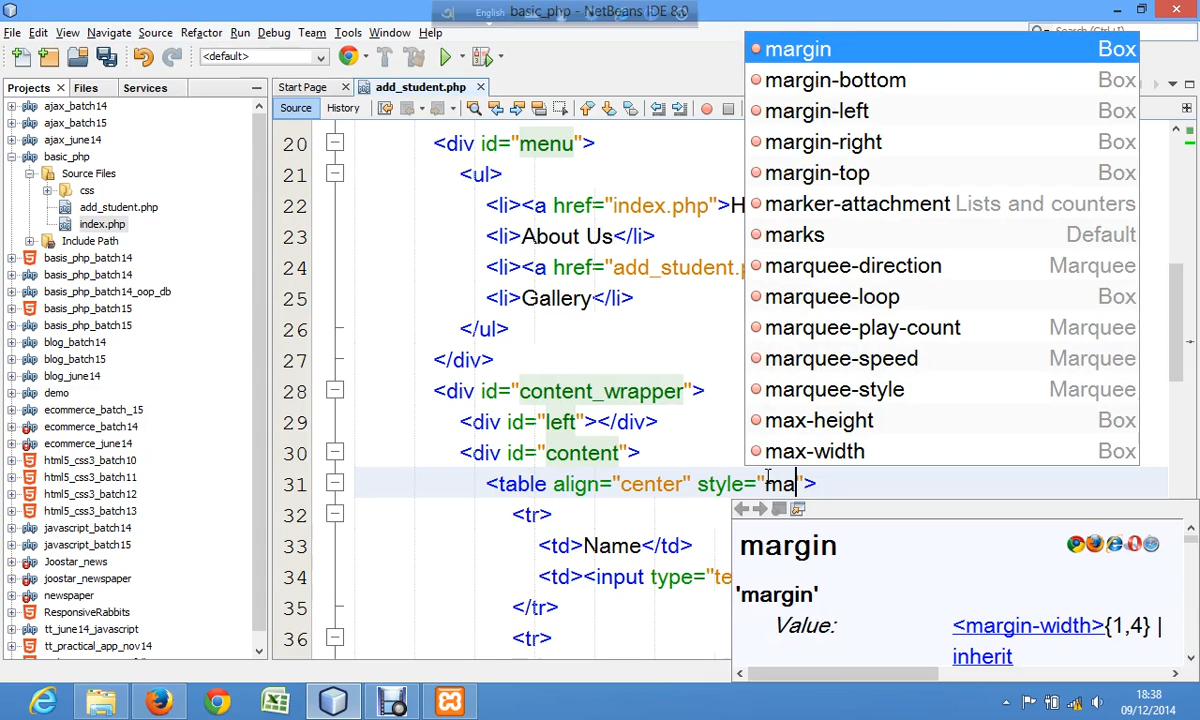 English
basic_php - NetBeans IDE 8.0
File Edit View Navigate Source Refactor Run Debug Team Tools Window Help
<default>
Projects Files Services
Start Page add_student.php
Source History
ajax_batch14
ajax_batch15
ajax_june14
basic_php
Source Files
css
add_student.php
index.php
Include Path
basis_php_batch14
basic_php_batch14
basis_php_batch14_oop_db
basic_php_batch15
basis_php_batch15
blog_batch14
blog_batch15
blog_june14
demo
ecommerce_batch_15
ecommerce_batch14
ecommerce_june14
html5_css3_batch10
html5_css3_batch11
html5_css3_batch12
html5_css3_batch13
javascript_batch14
javascript_batch15
Joostar_news
joostar_newspaper
newspaper
ResponsiveRabbits
tt_june14_javascript
tt_practical_app_nov14
20 <div id="menu">
21 <ul>
22 <li><a href="index.php">H
23 <li>About Us</li>
24 <li><a href="add_student.p
25 <li>Gallery</li>
26 </ul>
27 </div>
28 <div id="content_wrapper">
29 <div id="left"></div>
30 <div id="content">
31 <table align="center" style="ma">
32 <tr>
33 <td>Name</td>
34 <td><input type="te
35 </tr>
36 <tr>
margin Box
margin-bottom Box
margin-left Box
margin-right Box
margin-top Box
marker-attachment Lists and counters
marks Default
marquee-direction Marquee
marquee-loop Box
marquee-play-count Marquee
marquee-speed Marquee
marquee-style Marquee
max-height Box
max-width Box
margin
'margin'
Value: <margin-width>{1,4} |
inherit
18:38
09/12/2014